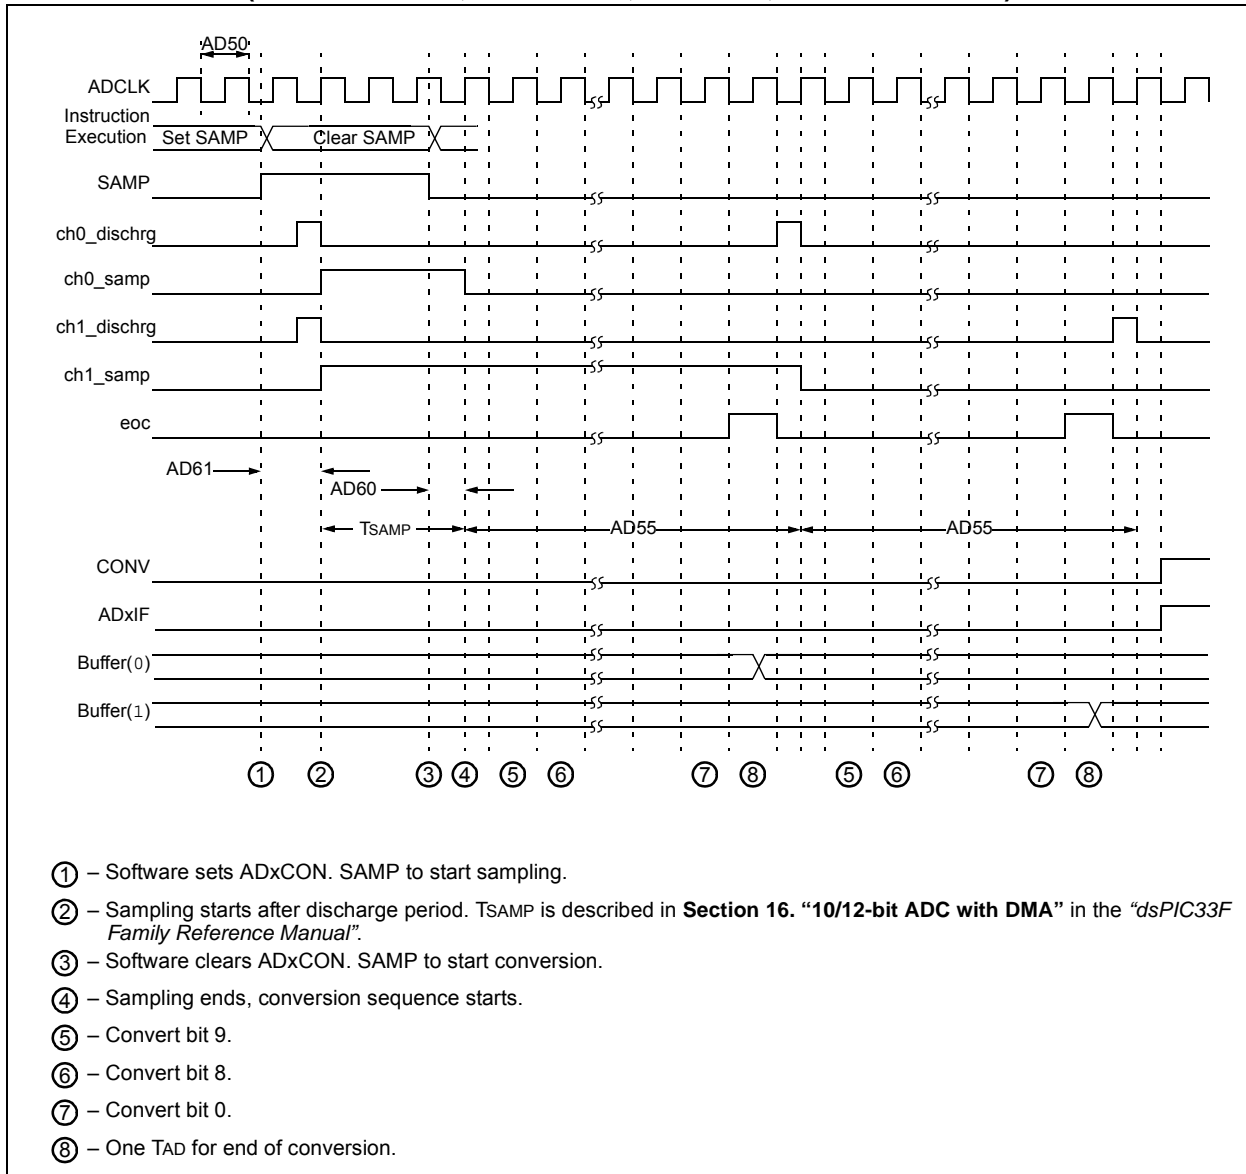 AD50
ADCLK
Instruction
Execution Set SAMP Clear SAMP
SAMP
ch0_dischrg
ch0_samp
ch1_dischrg
ch1_samp
eoc
AD61
AD60
TSAMP AD55 AD55
CONV
ADxIF
Buffer(0)
Buffer(1)
1 2 3 4 5 6 7 8 5 6 7 8
1 – Software sets ADxCON. SAMP to start sampling.
2 – Sampling starts after discharge period. TSAMP is described in Section 16. “10/12-bit ADC with DMA” in the “dsPIC33F
Family Reference Manual”.
3 – Software clears ADxCON. SAMP to start conversion.
4 – Sampling ends, conversion sequence starts.
5 – Convert bit 9.
6 – Convert bit 8.
7 – Convert bit 0.
8 – One TAD for end of conversion.